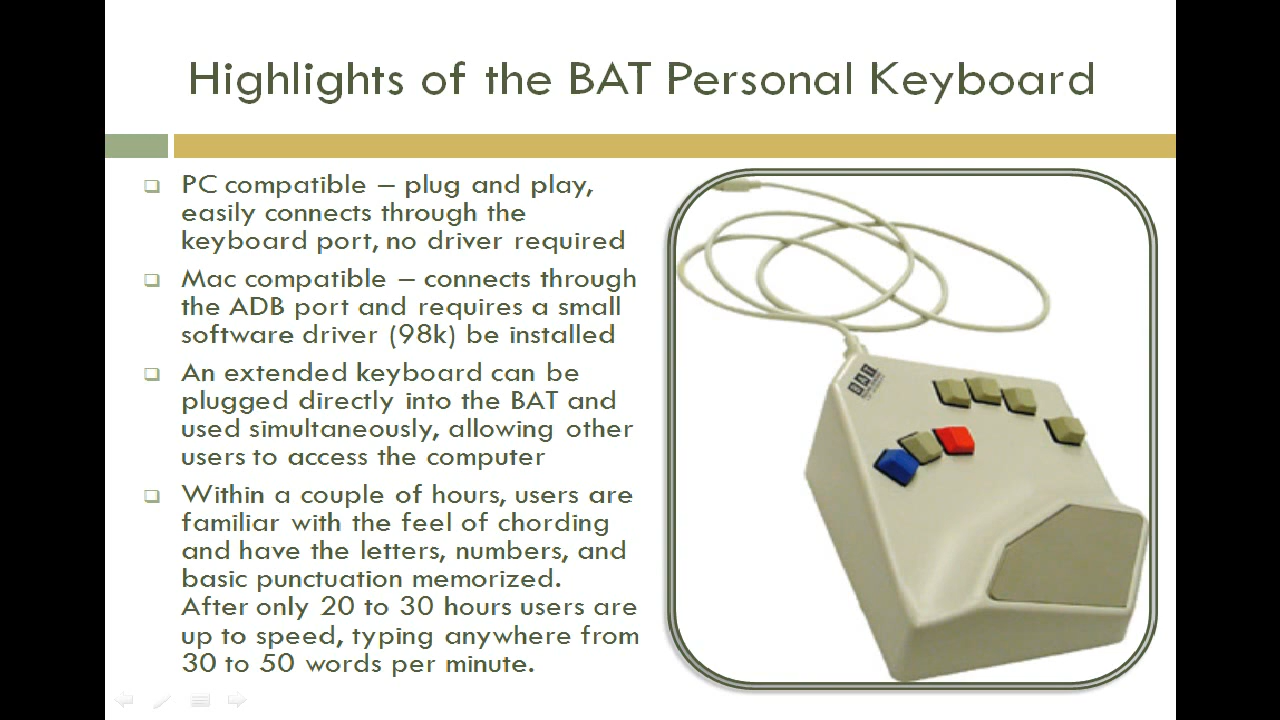 Highlights of the BAT Personal Keyboard
PC compatible – plug and play,
easily connects through the
keyboard port, no driver required
Mac compatible – connects through
the ADB port and requires a small
software driver (98k) be installed
An extended keyboard can be
plugged directly into the BAT and
used simultaneously, allowing other
users to access the computer
Within a couple of hours, users are
familiar with the feel of chording
and have the letters, numbers, and
basic punctuation memorized.
After only 20 to 30 hours users are
up to speed, typing anywhere from
30 to 50 words per minute.
BAT